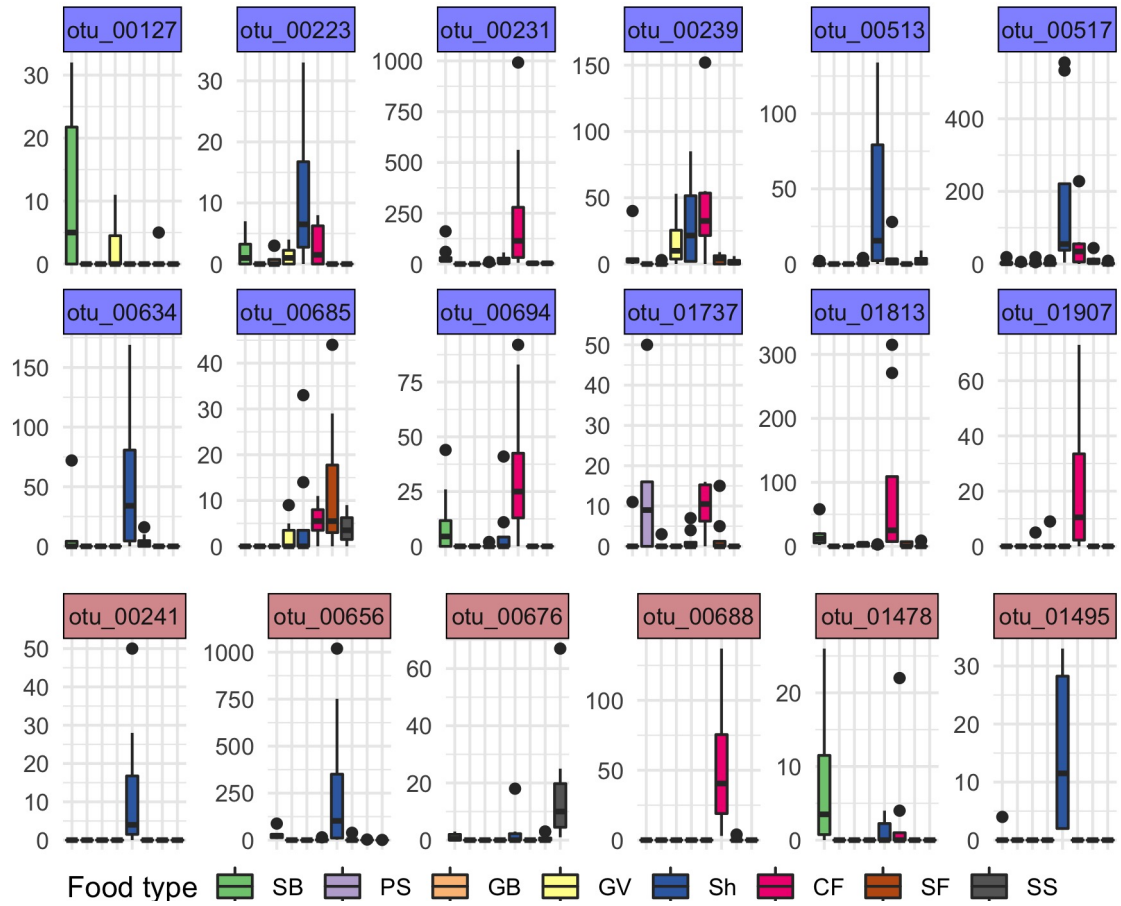 otu_00127 otu_00223 otu_00231 otu_00239 otu_00513 otu_00517
30 20 10 0
30 20 10 0
1000 750 500 250 0
150 100 50 0
100 50 0
400 200 0
otu_00634 otu_00685 otu_00694 otu_01737 otu_01813 otu_01907
150 100 50 0
40 30 20 10 0
75 50 25 0
50 40 30 20 10 0
300 200 100 0
60 40 20 0
otu_00241 otu_00656 otu_00676 otu_00688 otu_01478 otu_01495
50 40 30 20 10 0
1000 750 500 250 0
60 40 20 0
100 50 0
20 10 0
30 20 10 0
Food type SB PS GB GV Sh CF SF SS